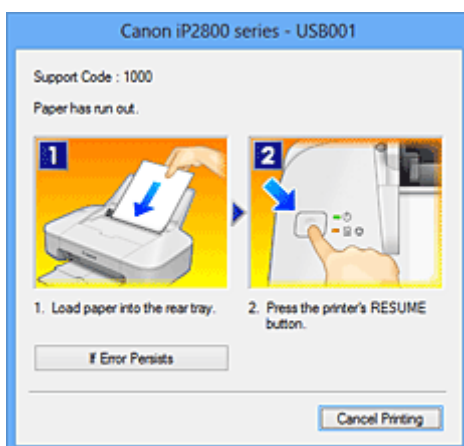 Canon iP2800 series - USB001
Support Code : 1000
Paper has run out.
1
2
1. Load paper into the rear tray.
2. Press the printer's RESUME
button.
If Error Persists
Cancel Printing